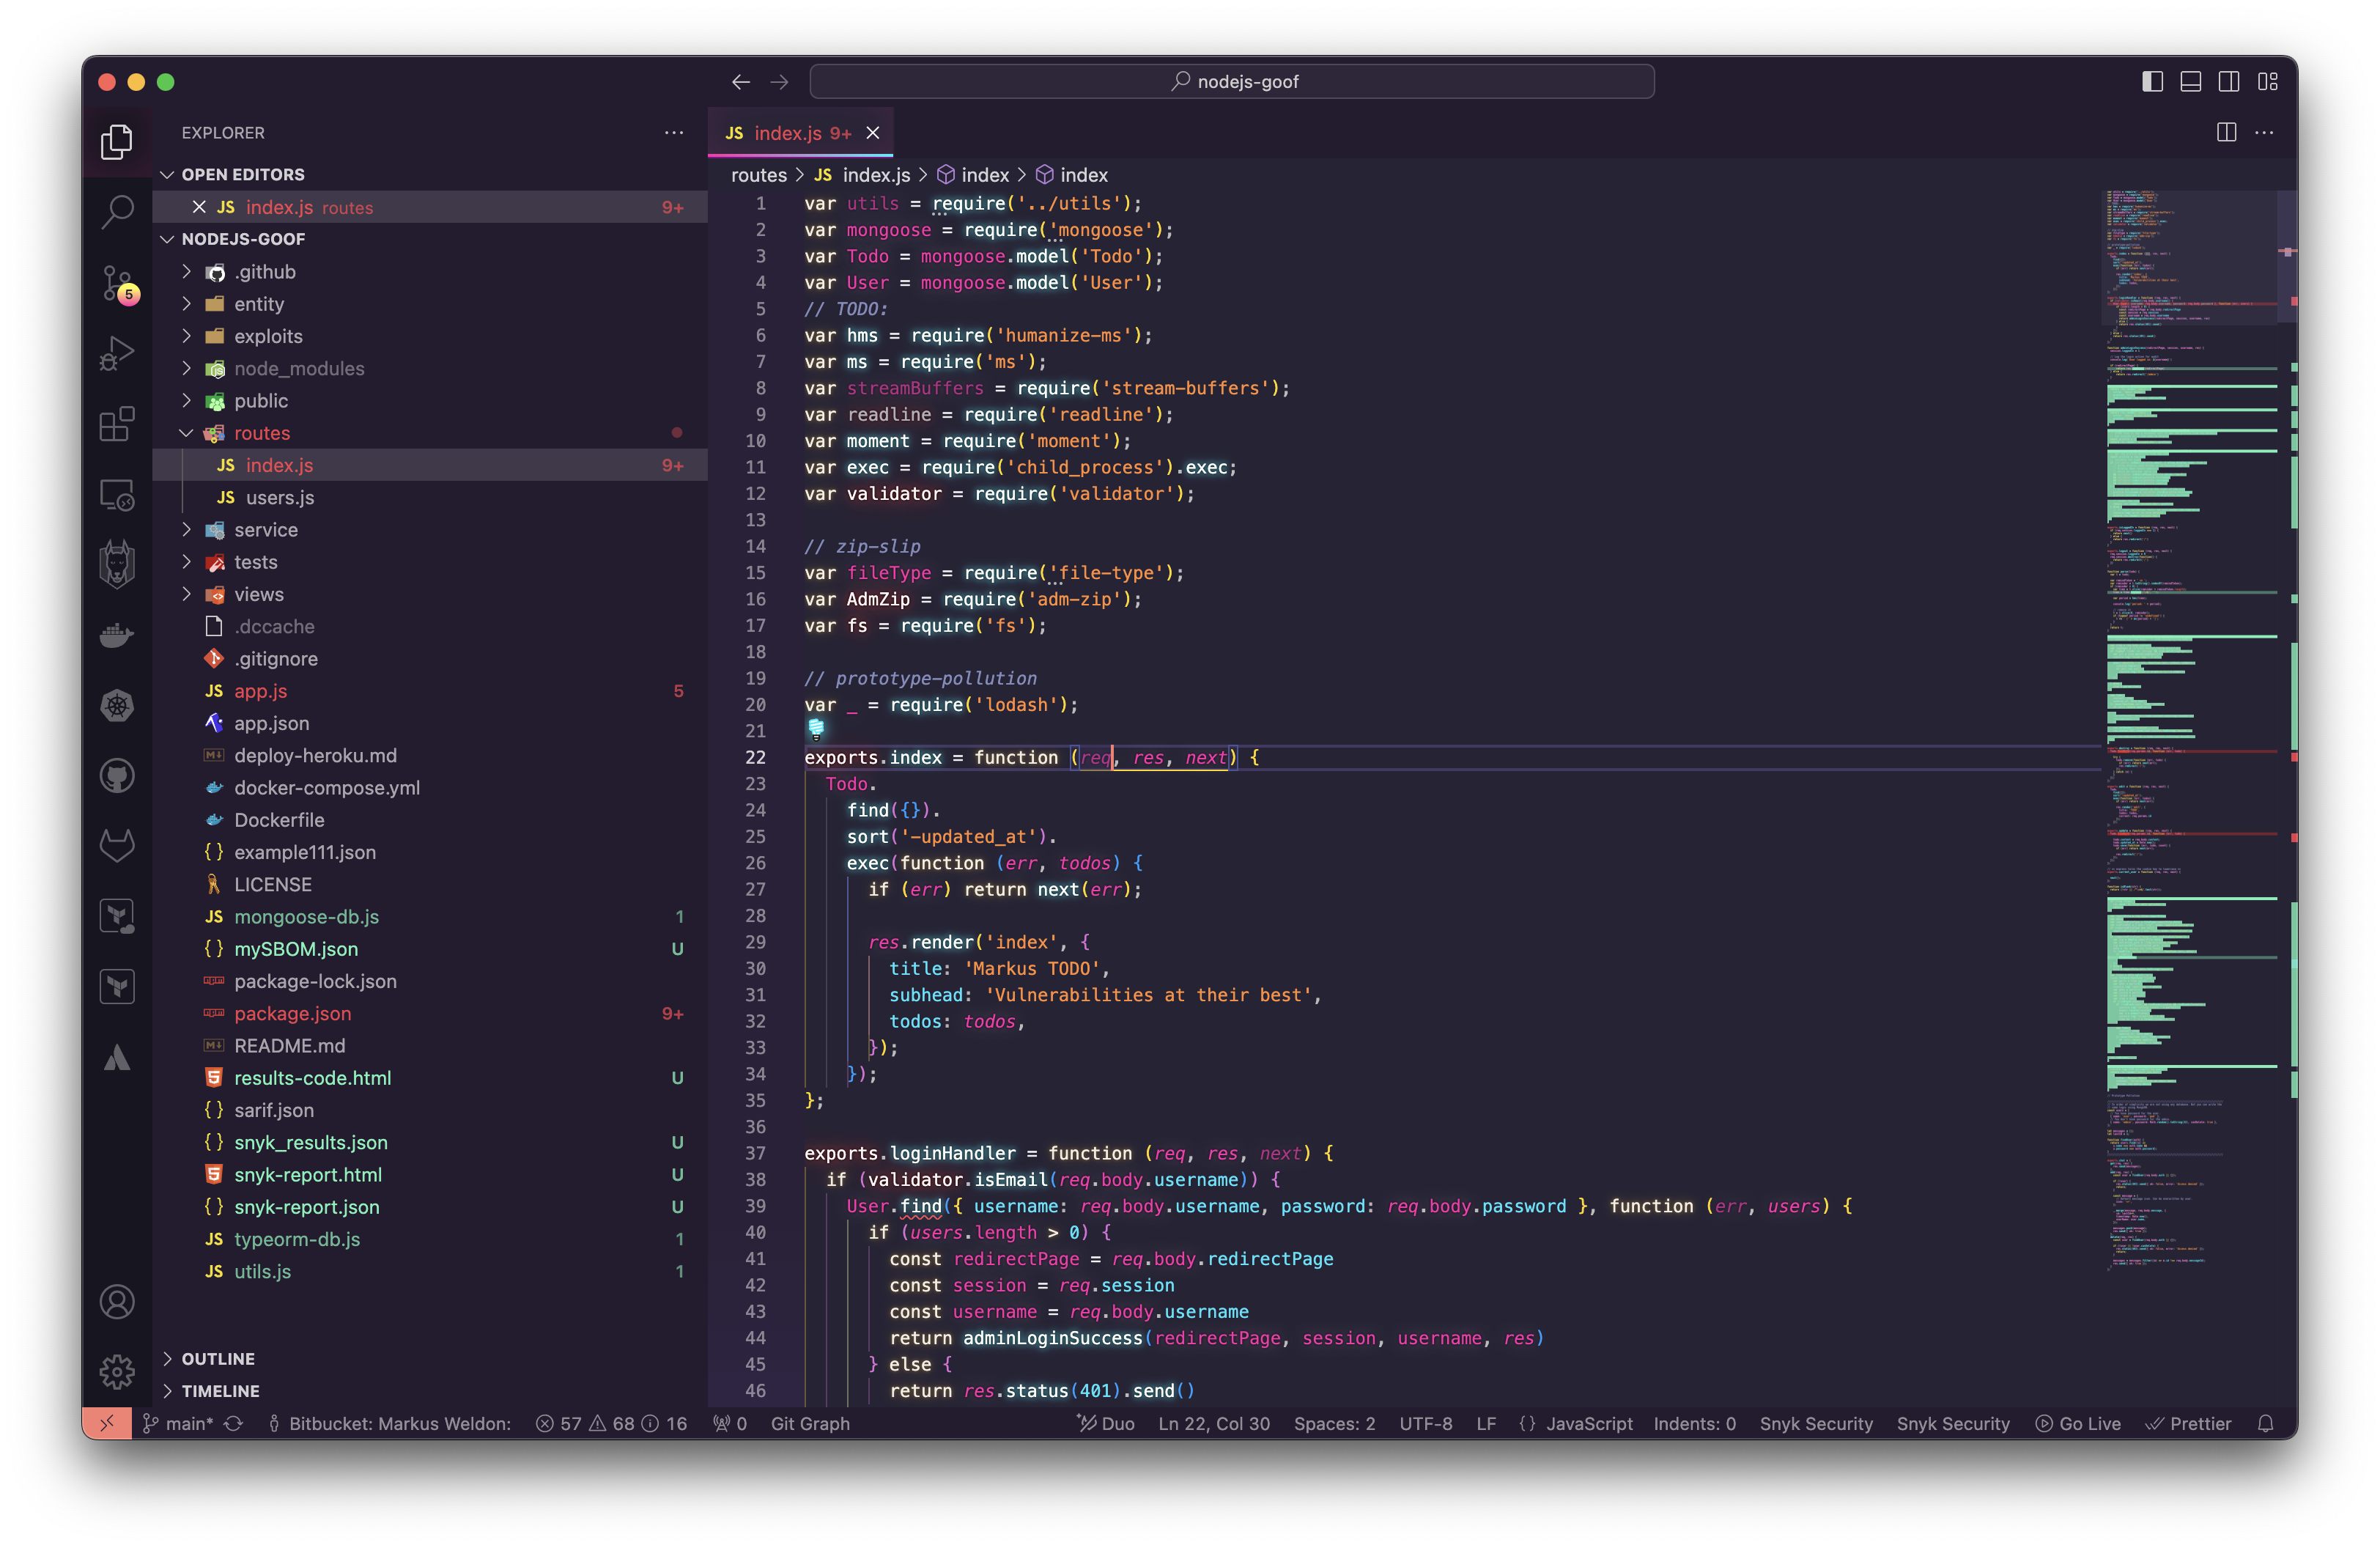 nodejs-goof
EXPLORER
JS index.js 9+
OPEN EDITORS
JS index.js routes 9+
NODEJS-GOOF
.github
entity
exploits
node_modules
public
routes
JS index.js 9+
JS users.js
service
tests
views
.dccache
.gitignore
JS app.js 5
app.json
deploy-heroku.md
docker-compose.yml
Dockerfile
{} example111.json
LICENSE
JS mongoose-db.js 1
{} mySBOM.json U
package-lock.json
package.json 9+
README.md
results-code.html U
{} sarif.json
{} snyk_results.json U
snyk-report.html U
{} snyk-report.json U
JS typeorm-db.js 1
JS utils.js 1
OUTLINE
TIMELINE
5
routes > JS index.js > index > index
1 var utils = require('../utils');
2 var mongoose = require('mongoose');
3 var Todo = mongoose.model('Todo');
4 var User = mongoose.model('User');
5 // TODO:
6 var hms = require('humanize-ms');
7 var ms = require('ms');
8 var streamBuffers = require('stream-buffers');
9 var readline = require('readline');
10 var moment = require('moment');
11 var exec = require('child_process').exec;
12 var validator = require('validator');
13
14 // zip-slip
15 var fileType = require('file-type');
16 var AdmZip = require('adm-zip');
17 var fs = require('fs');
18
19 // prototype-pollution
20 var _ = require('lodash');
21
22 exports.index = function (req, res, next) {
23 Todo.
24 find({}).
25 sort('-updated_at').
26 exec(function (err, todos) {
27 if (err) return next(err);
28
29 res.render('index', {
30 title: 'Markus TODO',
31 subhead: 'Vulnerabilities at their best',
32 todos: todos,
33 });
34 });
35 };
36
37 exports.loginHandler = function (req, res, next) {
38 if (validator.isEmail(req.body.username)) {
39 User.find({ username: req.body.username, password: req.body.password }, function (err, users) {
40 if (users.length > 0) {
41 const redirectPage = req.body.redirectPage
42 const session = req.session
43 const username = req.body.username
44 return adminLoginSuccess(redirectPage, session, username, res)
45 } else {
46 return res.status(401).send()
main* Bitbucket: Markus Weldon: 57 68 16 0 Git Graph Duo Ln 22, Col 30 Spaces: 2 UTF-8 LF {} JavaScript Indents: 0 Snyk Security Snyk Security Go Live Prettier